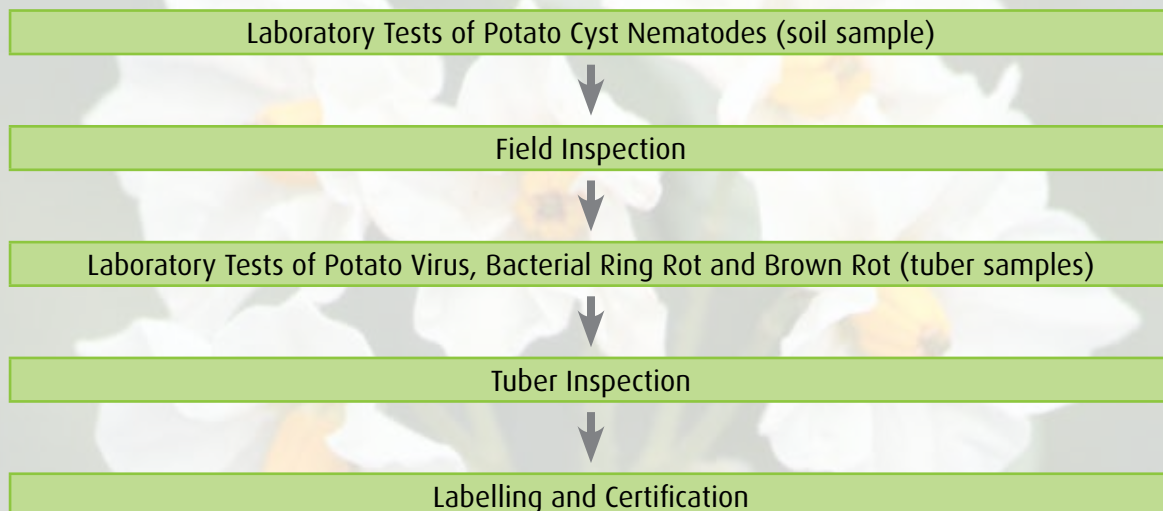 Laboratory Tests of Potato Cyst Nematodes (soil sample)
Field Inspection
Laboratory Tests of Potato Virus, Bacterial Ring Rot and Brown Rot (tuber samples)
Tuber Inspection
Labelling and Certification